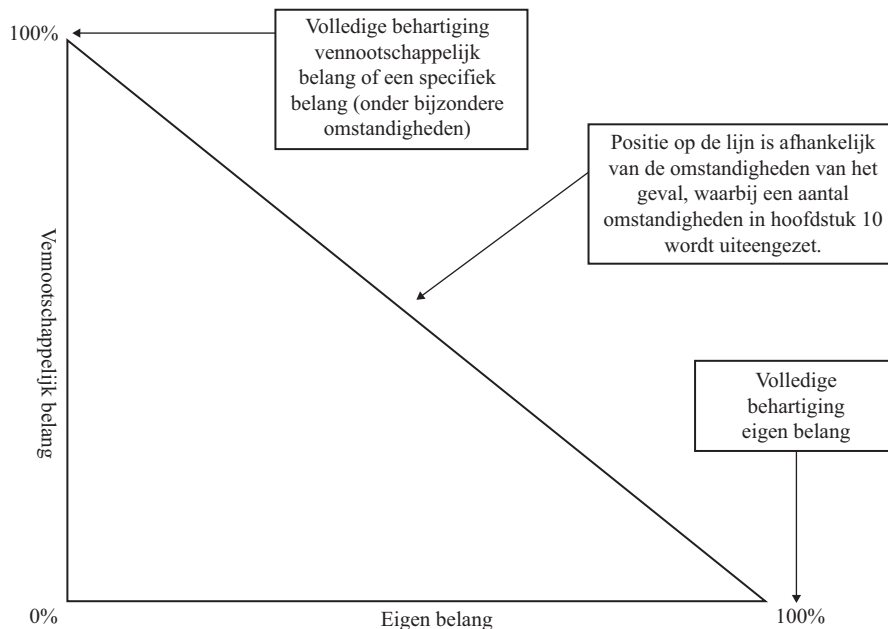 100%
Volledige behartiging
vennootschappelijk
belang of een specifiek
belang (onder bijzondere
omstandigheden)
Positie op de lijn is afhankelijk
van de omstandigheden van het
geval, waarbij een aantal
omstandigheden in hoofdstuk 10
wordt uiteengezet.
Vennootschappelijk belang
Volledige
behartiging
eigen belang
0%
Eigen belang
100%